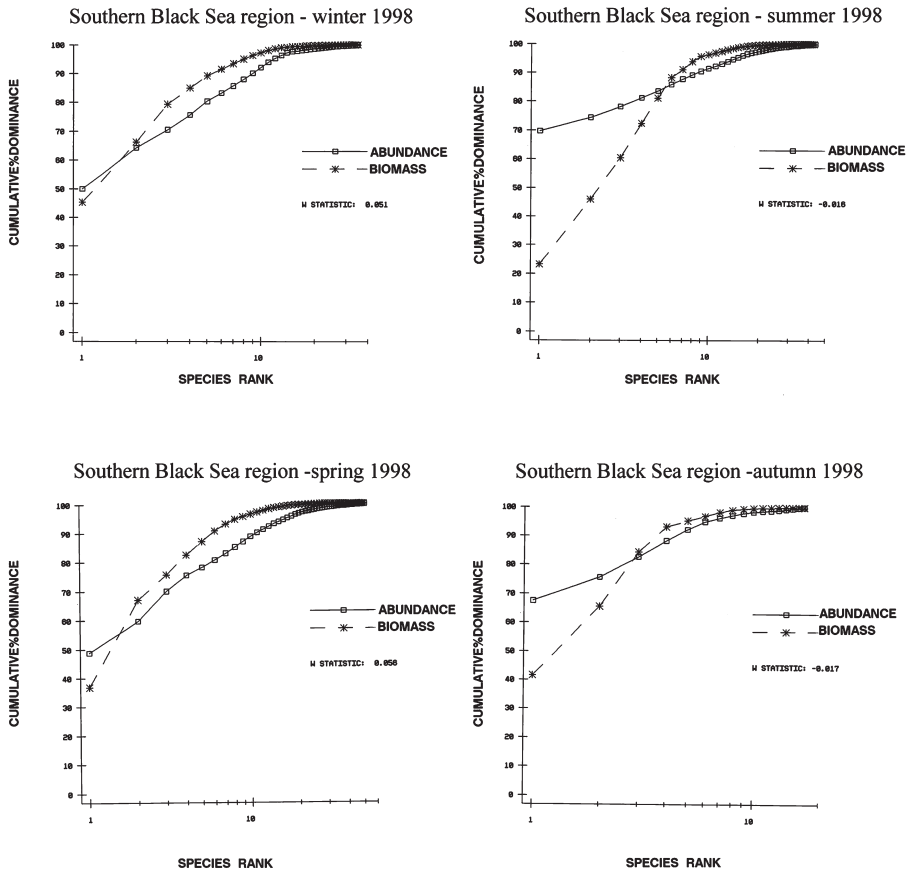 Southern Black Sea region - winter 1998
100
90
80
70
60
50
40
30
20
10
0
CUMULATIVE%DOMINANCE
ABUNDANCE
BIOMASS
W STATISTIC: 0.051
1 10
SPECIES RANK
Southern Black Sea region - summer 1998
100
90
80
70
60
50
40
30
20
10
0
CUMULATIVE%DOMINANCE
ABUNDANCE
BIOMASS
W STATISTIC: -0.016
1 10
SPECIES RANK
Southern Black Sea region -spring 1998
100
90
80
70
60
50
40
30
20
10
0
CUMULATIVE%DOMINANCE
ABUNDANCE
BIOMASS
W STATISTIC: 0.056
1 10
SPECIES RANK
Southern Black Sea region -autumn 1998
100
90
80
70
60
50
40
30
20
10
0
CUMULATIVE%DOMINANCE
ABUNDANCE
BIOMASS
W STATISTIC: -0.017
1 10
SPECIES RANK